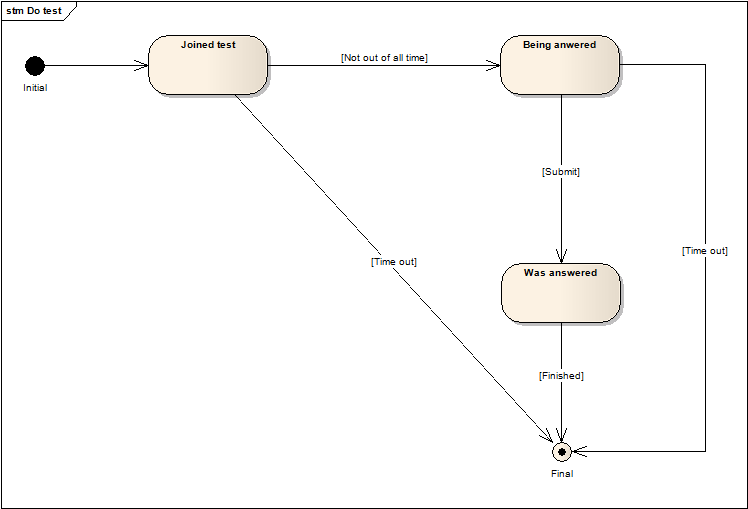 stm Do test
Joined test
[Not out of all time]
Being anwered
Initial
[Submit]
[Time out]
[Time out]
Was answered
[Finished]
Final